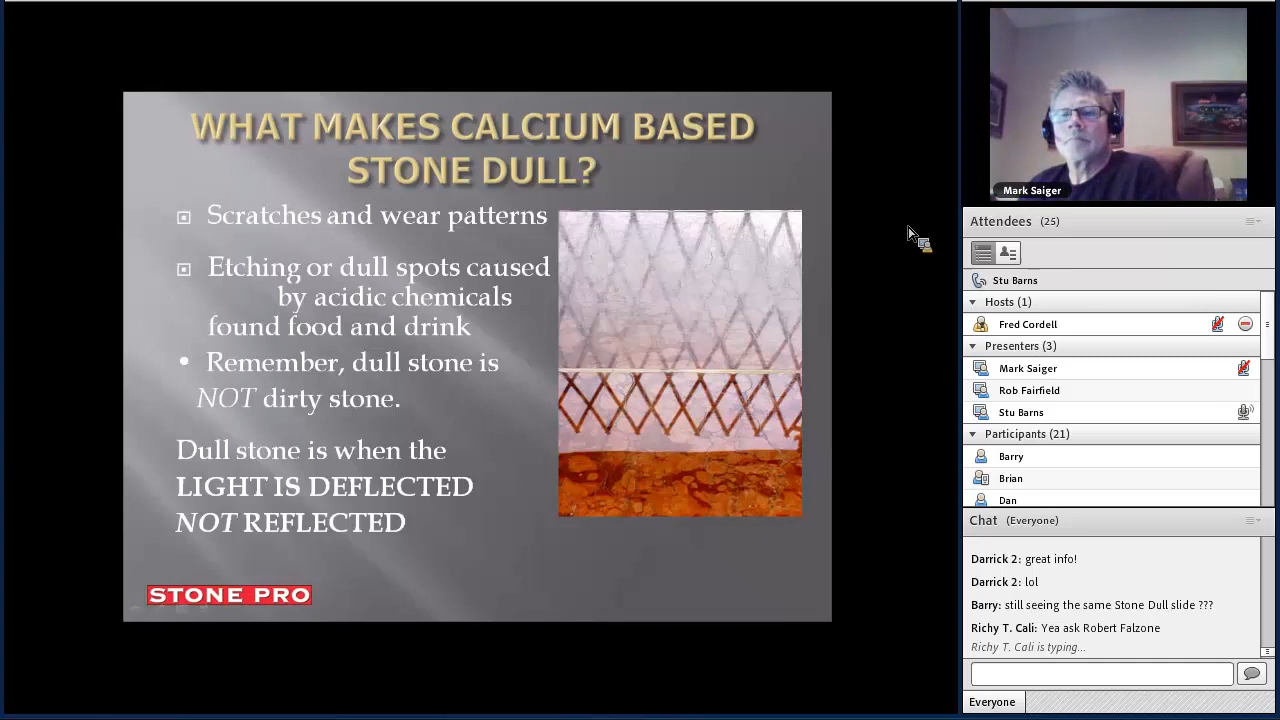 WHAT MAKES CALCIUM BASED
STONE DULL?
Scratches and wear patterns
Etching or dull spots caused
by acidic chemicals
found food and drink
Remember, dull stone is
NOT dirty stone.
Dull stone is when the
LIGHT IS DEFLECTED
NOT REFLECTED
STONE PRO
Mark Saiger
Attendees (25)
Stu Barns
Hosts (1)
Fred Cordell
Presenters (3)
Mark Saiger
Rob Fairfield
Stu Barns
Participants (21)
Barry
Brian
Dan
Chat (Everyone)
Darrick 2: great info!
Darrick 2: lol
Barry: still seeing the same Stone Dull slide ???
Richy T. Cali: Yea ask Robert Falzone
Richy T. Cali is typing...
Everyone